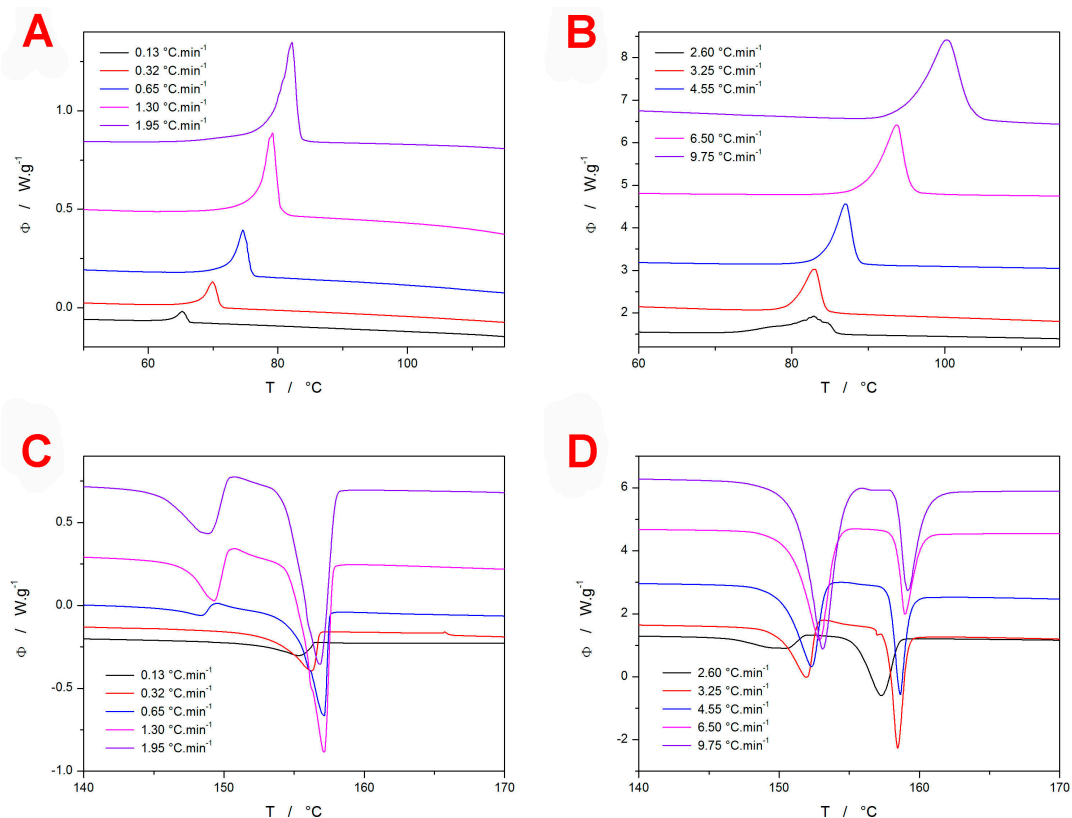 A
0.13 °C.min⁻¹
0.32 °C.min⁻¹
0.65 °C.min⁻¹
1.30 °C.min⁻¹
1.95 °C.min⁻¹
1.0
0.5
0.0
Φ / W.g⁻¹
60
80
100
T / °C
B
2.60 °C.min⁻¹
3.25 °C.min⁻¹
4.55 °C.min⁻¹
6.50 °C.min⁻¹
9.75 °C.min⁻¹
8
7
6
5
4
3
2
Φ / W.g⁻¹
60
80
100
T / °C
C
0.5
0.0
-0.5
-1.0
Φ / W.g⁻¹
0.13 °C.min⁻¹
0.32 °C.min⁻¹
0.65 °C.min⁻¹
1.30 °C.min⁻¹
1.95 °C.min⁻¹
140
150
160
170
T / °C
D
6
4
2
0
-2
Φ / W.g⁻¹
2.60 °C.min⁻¹
3.25 °C.min⁻¹
4.55 °C.min⁻¹
6.50 °C.min⁻¹
9.75 °C.min⁻¹
140
150
160
170
T / °C